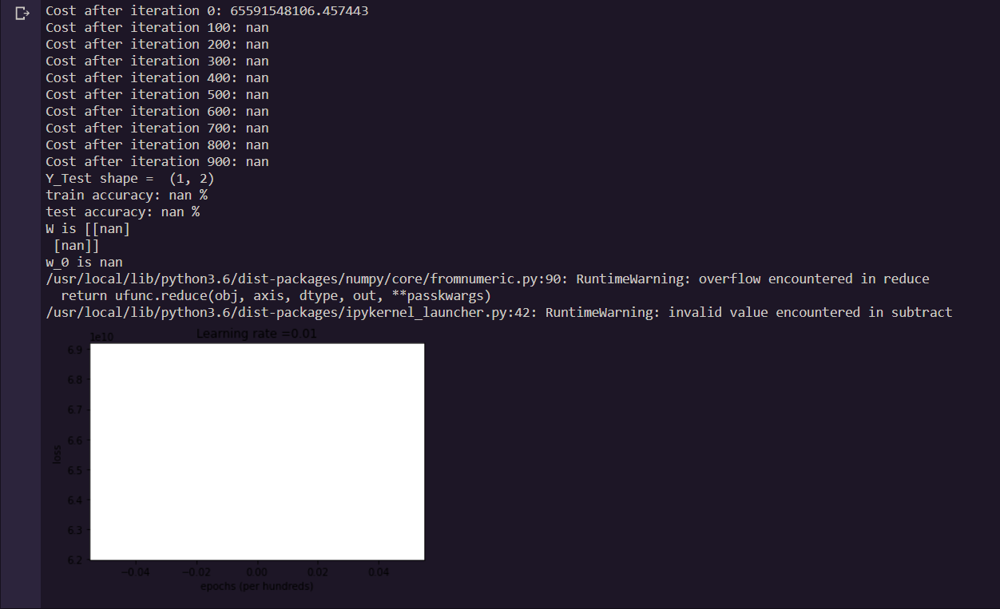 Cost after iteration 0: 65591548106.457443
Cost after iteration 100: nan
Cost after iteration 200: nan
Cost after iteration 300: nan
Cost after iteration 400: nan
Cost after iteration 500: nan
Cost after iteration 600: nan
Cost after iteration 700: nan
Cost after iteration 800: nan
Cost after iteration 900: nan
Y_Test shape =  (1, 2)
train accuracy: nan %
test accuracy: nan %
W is [[nan]
 [nan]]
w_0 is nan
/usr/local/lib/python3.6/dist-packages/numpy/core/fromnumeric.py:90: RuntimeWarning: overflow encountered in reduce
  return ufunc.reduce(obj, axis, dtype, out, **passkwargs)
/usr/local/lib/python3.6/dist-packages/ipykernel_launcher.py:42: RuntimeWarning: invalid value encountered in subtract
1e10 Learning rate =0.01
6.9
6.8
6.7
6.6
6.5
6.4
6.3
6.2
loss
−0.04 −0.02 0.00 0.02 0.04
epochs (per hundreds)